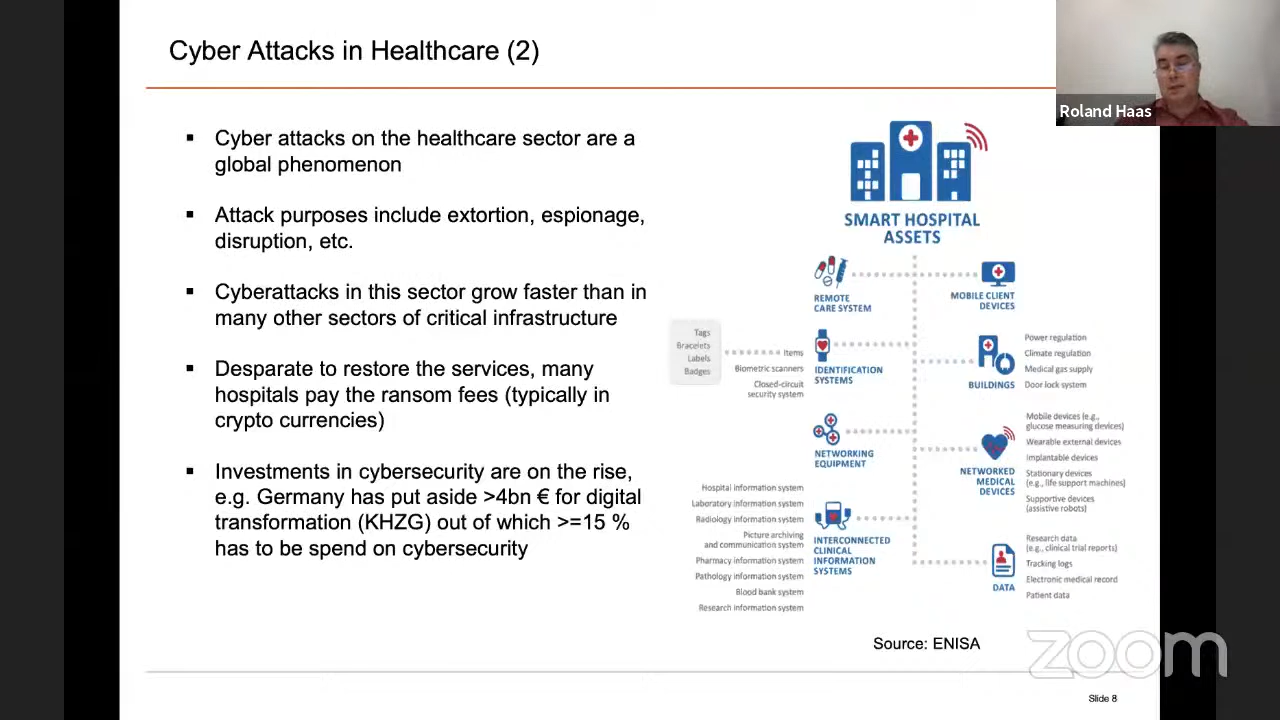 Cyber Attacks in Healthcare (2)
Roland Haas
▪ Cyber attacks on the healthcare sector are a
global phenomenon
▪ Attack purposes include extortion, espionage,
disruption, etc.
▪ Cyberattacks in this sector grow faster than in
many other sectors of critical infrastructure
▪ Desparate to restore the services, many
hospitals pay the ransom fees (typically in
crypto currencies)
▪ Investments in cybersecurity are on the rise,
e.g. Germany has put aside >4bn € for digital
transformation (KHZG) out of which >=15 %
has to be spend on cybersecurity
SMART HOSPITAL
ASSETS
REMOTE
CARE SYSTEM
MOBILE CLIENT
DEVICES
Tags
Bracelets
Labels
Badges
Items
Biometric scanners
Closed-circuit
security system
IDENTIFICATION
SYSTEMS
BUILDINGS
Power regulation
Climate regulation
Medical gas supply
Door lock system
NETWORKING
EQUIPMENT
NETWORKED
MEDICAL
DEVICES
Mobile devices (e.g.,
glucose measuring devices)
Wearable external devices
Implantable devices
Stationary devices
(e.g., life support machines)
Supportive devices
(assistive robots)
Hospital information system
Laboratory information system
Radiology information system
Picture archiving
and communication system
Pharmacy information system
Pathology information system
Blood bank system
Research information system
INTERCONNECTED
CLINICAL
INFORMATION
SYSTEMS
DATA
Research data
(e.g., clinical trial reports)
Tracking logs
Electronic medical record
Patient data
Source: ENISA
zoom
Slide 8